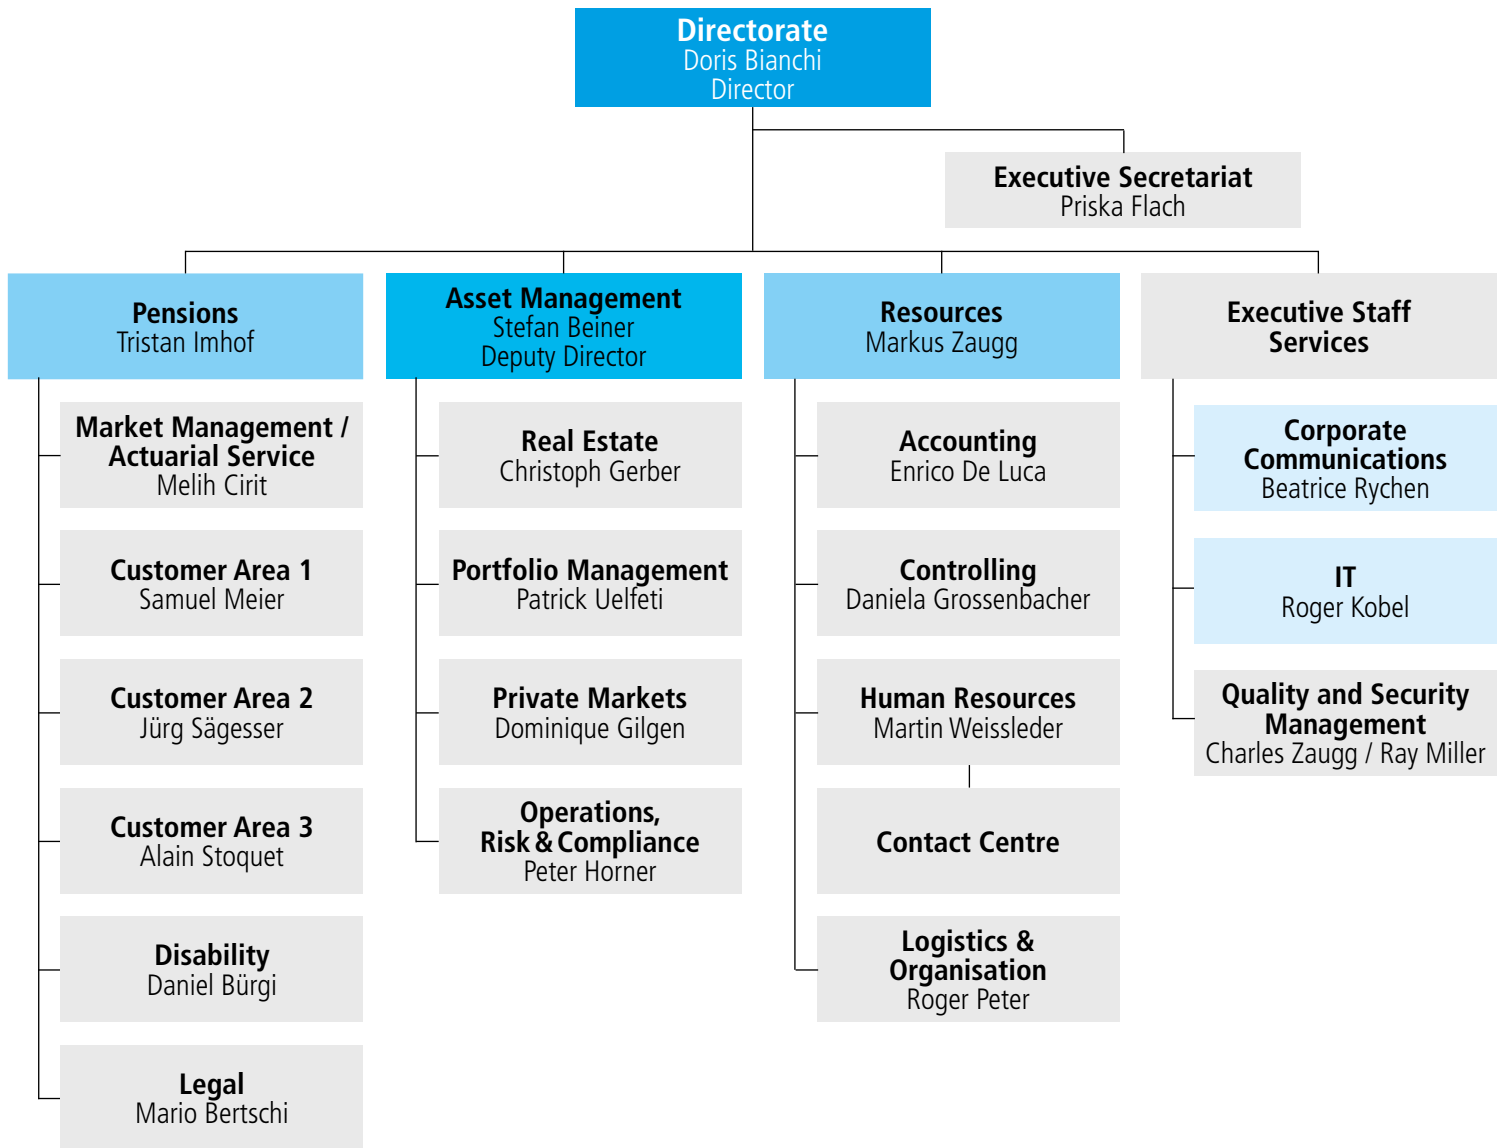 Directorate
Doris Bianchi
Director
Executive Secretariat
Priska Flach
Pensions
Tristan Imhof
Market Management /
Actuarial Service
Melih Cirit
Customer Area 1
Samuel Meier
Customer Area 2
Jürg Sägesser
Customer Area 3
Alain Stoquet
Disability
Daniel Bürgi
Legal
Mario Bertschi
Asset Management
Stefan Beiner
Deputy Director
Real Estate
Christoph Gerber
Portfolio Management
Patrick Uelfeti
Private Markets
Dominique Gilgen
Operations,
Risk & Compliance
Peter Horner
Resources
Markus Zaugg
Accounting
Enrico De Luca
Controlling
Daniela Grossenbacher
Human Resources
Martin Weissleder
Contact Centre
Logistics &
Organisation
Roger Peter
Executive Staff
Services
Corporate
Communications
Beatrice Rychen
IT
Roger Kobel
Quality and Security
Management
Charles Zaugg / Ray Miller